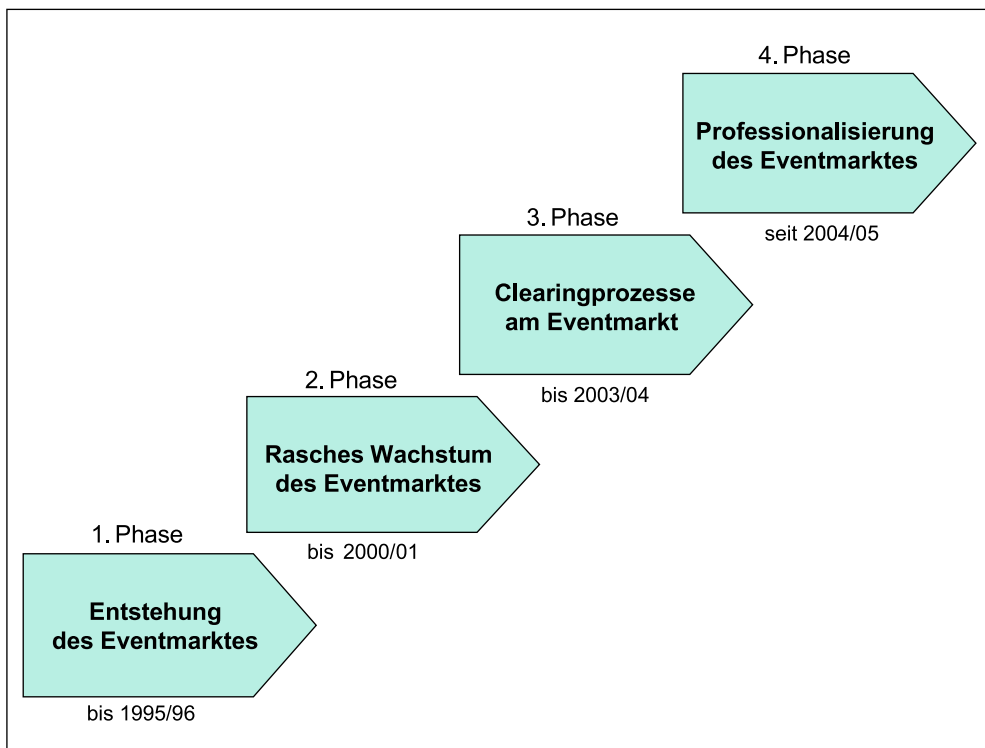 1. Phase
Entstehung
des Eventmarktes
bis 1995/96
2. Phase
Rasches Wachstum
des Eventmarktes
bis 2000/01
3. Phase
Clearingprozesse
am Eventmarkt
bis 2003/04
4. Phase
Professionalisierung
des Eventmarktes
seit 2004/05